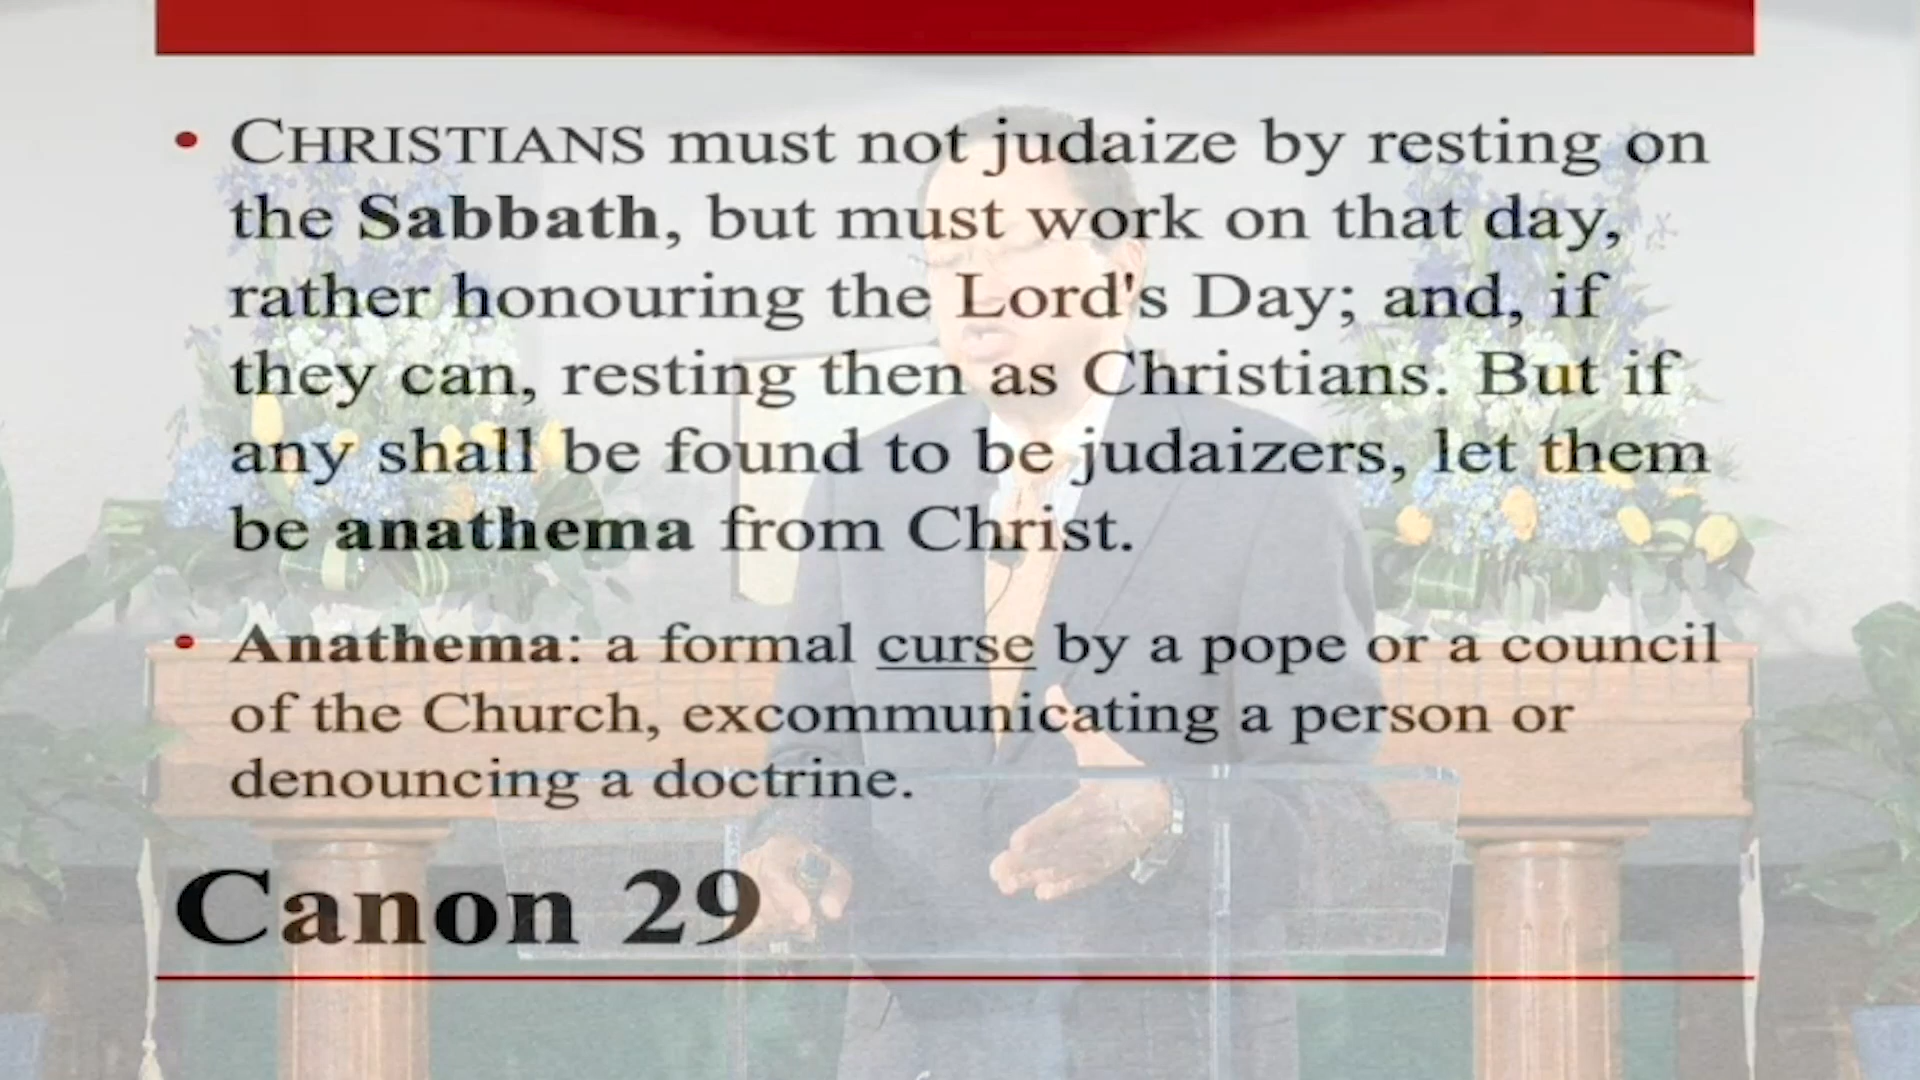 • CHRISTIANS must not judaize by resting on
the Sabbath, but must work on that day,
rather honouring the Lord's Day; and, if
they can, resting then as Christians. But if
any shall be found to be judaizers, let them
be anathema from Christ.
• Anathema: a formal curse by a pope or a council
of the Church, excommunicating a person or
denouncing a doctrine.
Canon 29